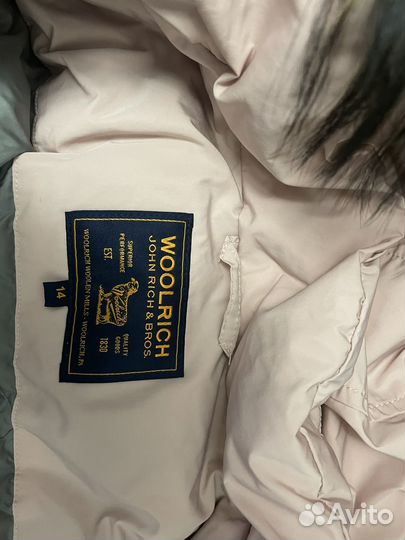 WOOLRICH
JOHN RICH & BROS.
SUPERIOR
PERFORMANCE
EST.
QUALITY
GOODS
1830
WOOLRICH WOOLEN MILLS - WOOLRICH, PA
14
Avito